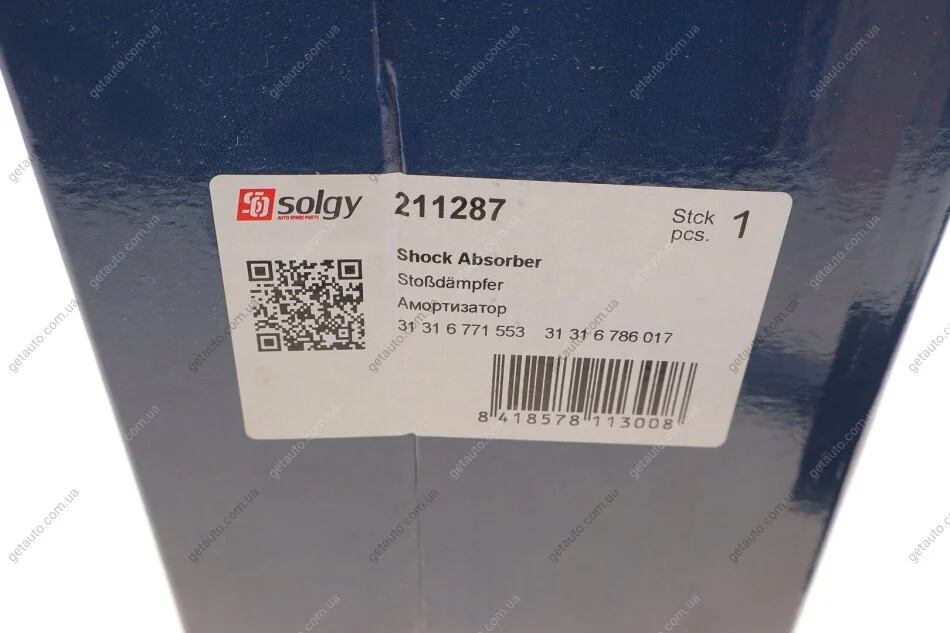 solgy
AUTO SPARE PARTS
211287
Stck
pcs.
1
Shock Absorber
Stoßdämpfer
Амортизатор
31 31 6 771 553 31 31 6 786 017
8 418578 113008
getauto.com.ua